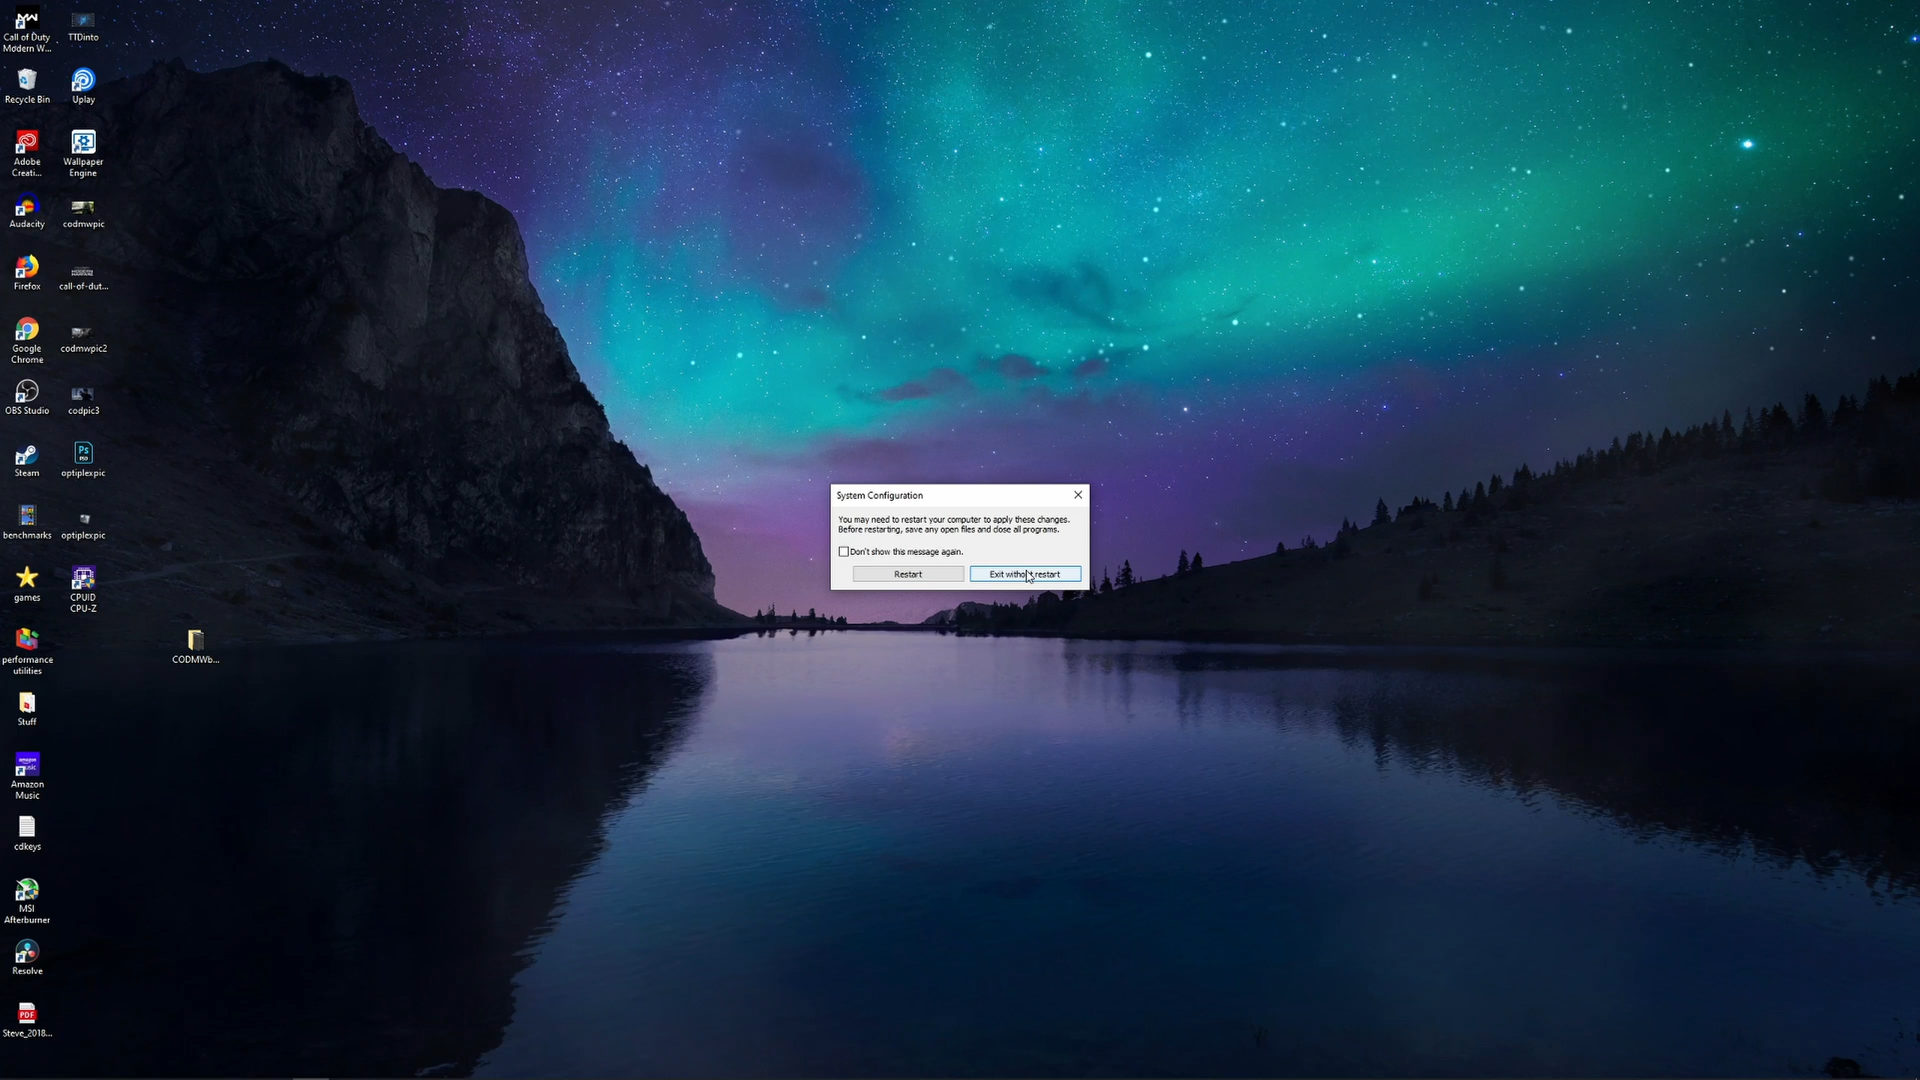 Call of Duty
Modern W...
TTDinto
Recycle Bin
Uplay
Adobe
Creati...
Wallpaper
Engine
Audacity
codmwpic
Firefox
call-of-dut...
Google
Chrome
codmwpic2
OBS Studio
codpic3
Steam
optiplexpic
benchmarks
optiplexpic
games
CPUID
CPU-Z
performance
utilities
CODMWb...
Stuff
Amazon
Music
cdkeys
MSI
Afterburner
Resolve
PDF
Steve_2018...
System Configuration
You may need to restart your computer to apply these changes.
Before restarting, save any open files and close all programs.
Don't show this message again.
Restart
Exit without restart